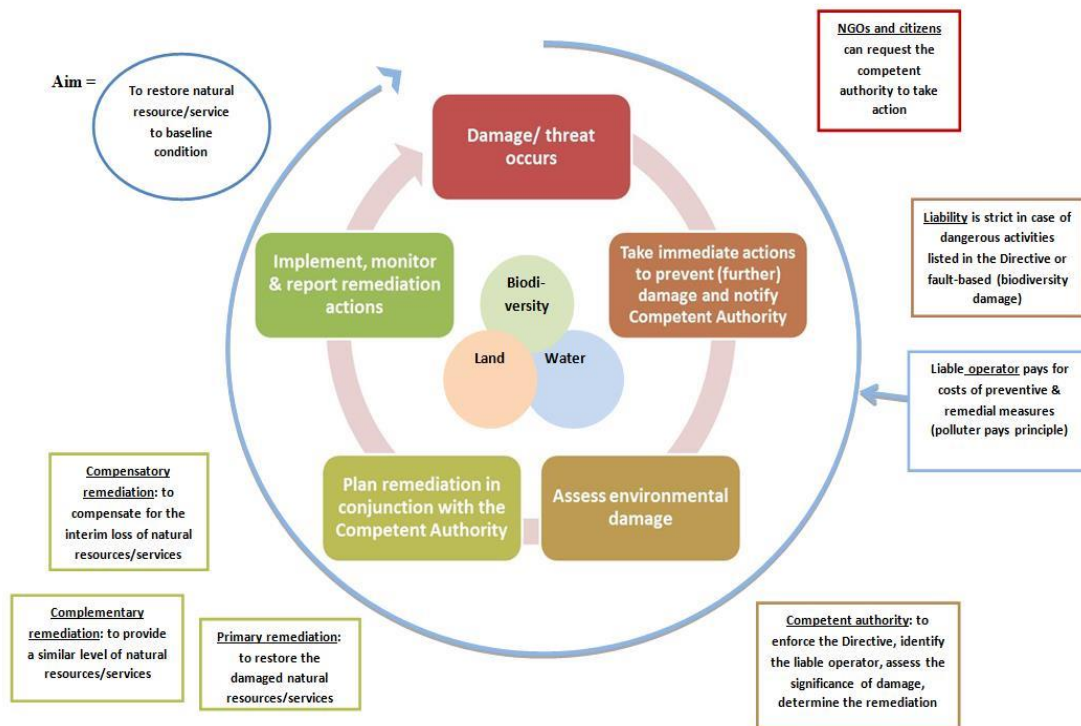 Aim =
To restore natural
resource/service
to baseline
condition
NGOs and citizens
can request the
competent
authority to take
action
Damage/ threat
occurs
Take immediate actions
to prevent (further)
damage and notify
Competent Authority
Liability is strict in case of
dangerous activities
listed in the Directive or
fault-based (biodiversity
damage)
Implement, monitor
& report remediation
actions
Biodi-
versity
Land
Water
Liable operator pays for
costs of preventive &
remedial measures
(polluter pays principle)
Plan remediation in
conjunction with the
Competent Authority
Assess environmental
damage
Compensatory
remediation: to
compensate for the
interim loss of natural
resources/services
Complementary
remediation: to provide
a similar level of natural
resources/services
Primary remediation:
to restore the
damaged natural
resources/services
Competent authority: to
enforce the Directive, identify
the liable operator, assess the
significance of damage,
determine the remediation